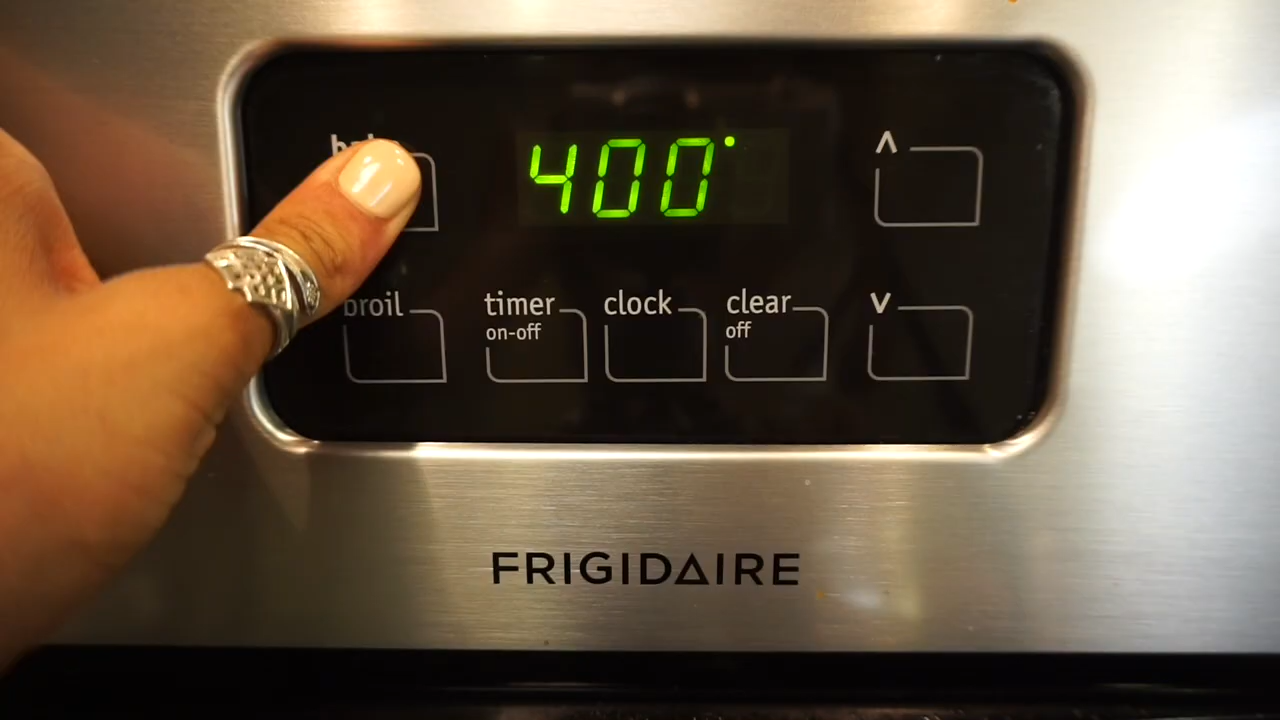 400°
^
broil
timer
on-off
clock
clear
off
v
FRIGIDAIRE